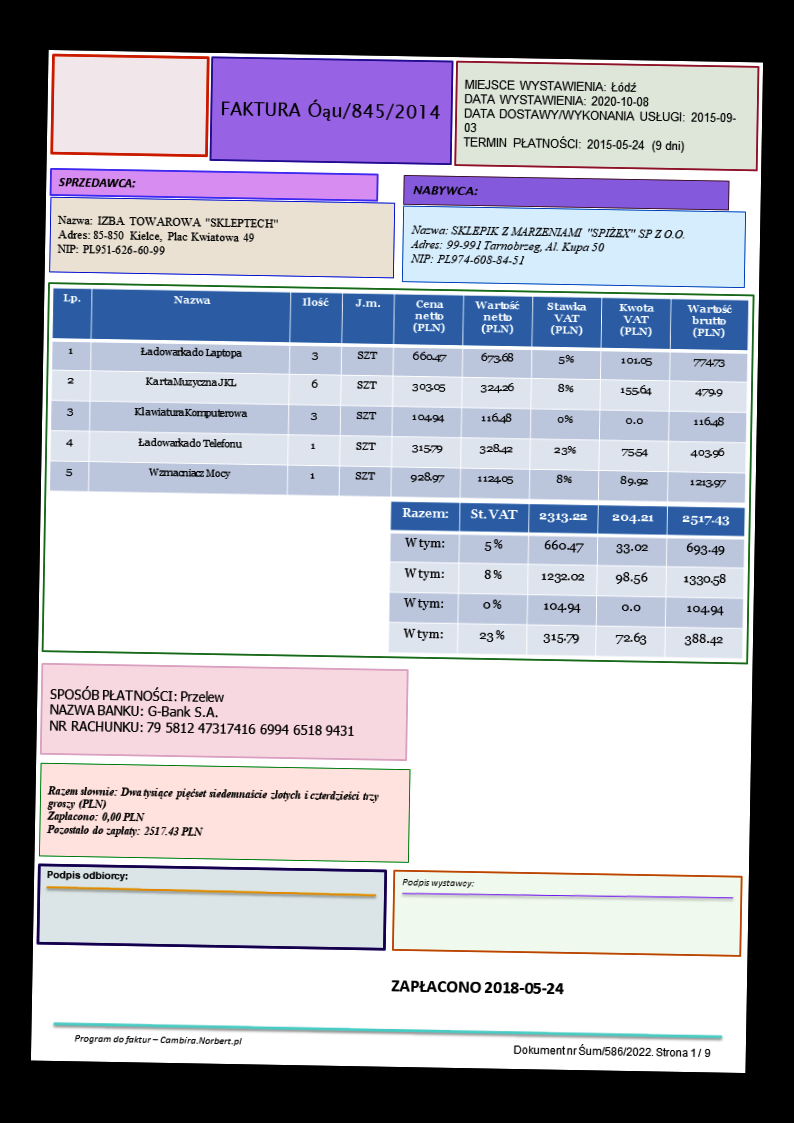 FAKTURA Óąu/845/2014
MIEJSCE WYSTAWIENIA: Łódź
DATA WYSTAWIENIA: 2020-10-08
DATA DOSTAWY/WYKONANIA USŁUGI: 2015-09-
03
TERMIN PŁATNOŚCI: 2015-05-24 (9 dni)
SPRZEDAWCA:
Nazwa: IZBA TOWAROWA "SKLEPTECH"
Adres: 85-850 Kielce, Plac Kwiatowa 49
NIP: PL951-626-60-99
NABYWCA:
Nazwa: SKLEPIK Z MARZENIAMI "SPIŻEX" SP Z O.O.
Adres: 99-991 Tarnobrzeg, Al. Kupa 50
NIP: PL974-608-84-51
Lp. Nazwa Ilość J.m. Cena netto (PLN) Wartość netto (PLN) Stawka VAT (PLN) Kwota VAT (PLN) Wartość brutto (PLN)
1 Ładowarka do Laptopa 3 SZT 660.47 673.68 5% 101.05 774.73
2 Karta Muzyczna JKL 6 SZT 303.05 324.26 8% 155.64 479.9
3 Klawiatura Komputerowa 3 SZT 104.94 116.48 0% 0.0 116.48
4 Ładowarka do Telefonu 1 SZT 315.79 328.42 23% 75.54 403.96
5 Wzmacniacz Mocy 1 SZT 928.97 1124.05 8% 89.92 1213.97
Razem: St. VAT 2313.22 204.21 2517.43
W tym: 5% 660.47 33.02 693.49
W tym: 8% 1232.02 98.56 1330.58
W tym: 0% 104.94 0.0 104.94
W tym: 23% 315.79 72.63 388.42
SPOSÓB PŁATNOŚCI: Przelew
NAZWA BANKU: G-Bank S.A.
NR RACHUNKU: 79 5812 47317416 6994 6518 9431
Razem słownie: Dwa tysiące pięćset siedemnaście złotych i czterdzieści trzy
groszy (PLN)
Zapłacono: 0,00 PLN
Pozostało do zapłaty: 2517.43 PLN
Podpis odbiorcy:
Podpis wystawcy:
ZAPŁACONO 2018-05-24
Program do faktur – Cambira.Norbert.pl
Dokument nr Śum/586/2022. Strona 1 / 9